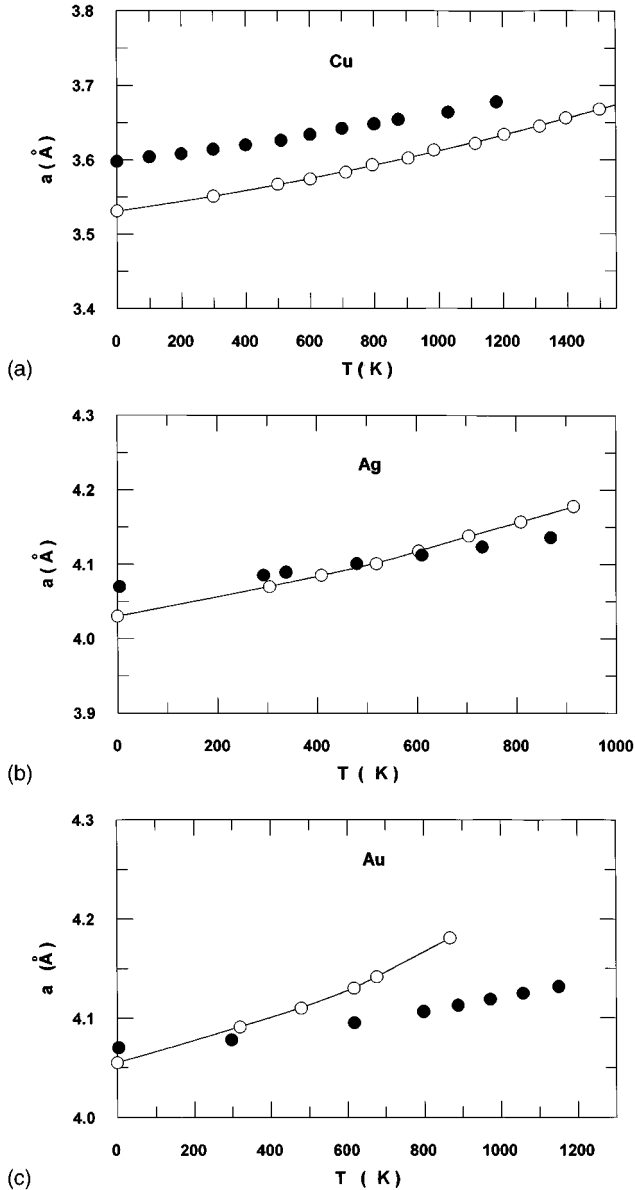 3.8
3.7
3.6
3.5
3.4
a (Å)
Cu
0 200 400 600 800 1000 1200 1400
T ( K )
(a)
4.3
4.2
4.1
4.0
3.9
a (Å)
Ag
0 200 400 600 800 1000
T ( K )
(b)
4.3
4.2
4.1
4.0
a (Å)
Au
0 200 400 600 800 1000 1200
T ( K )
(c)